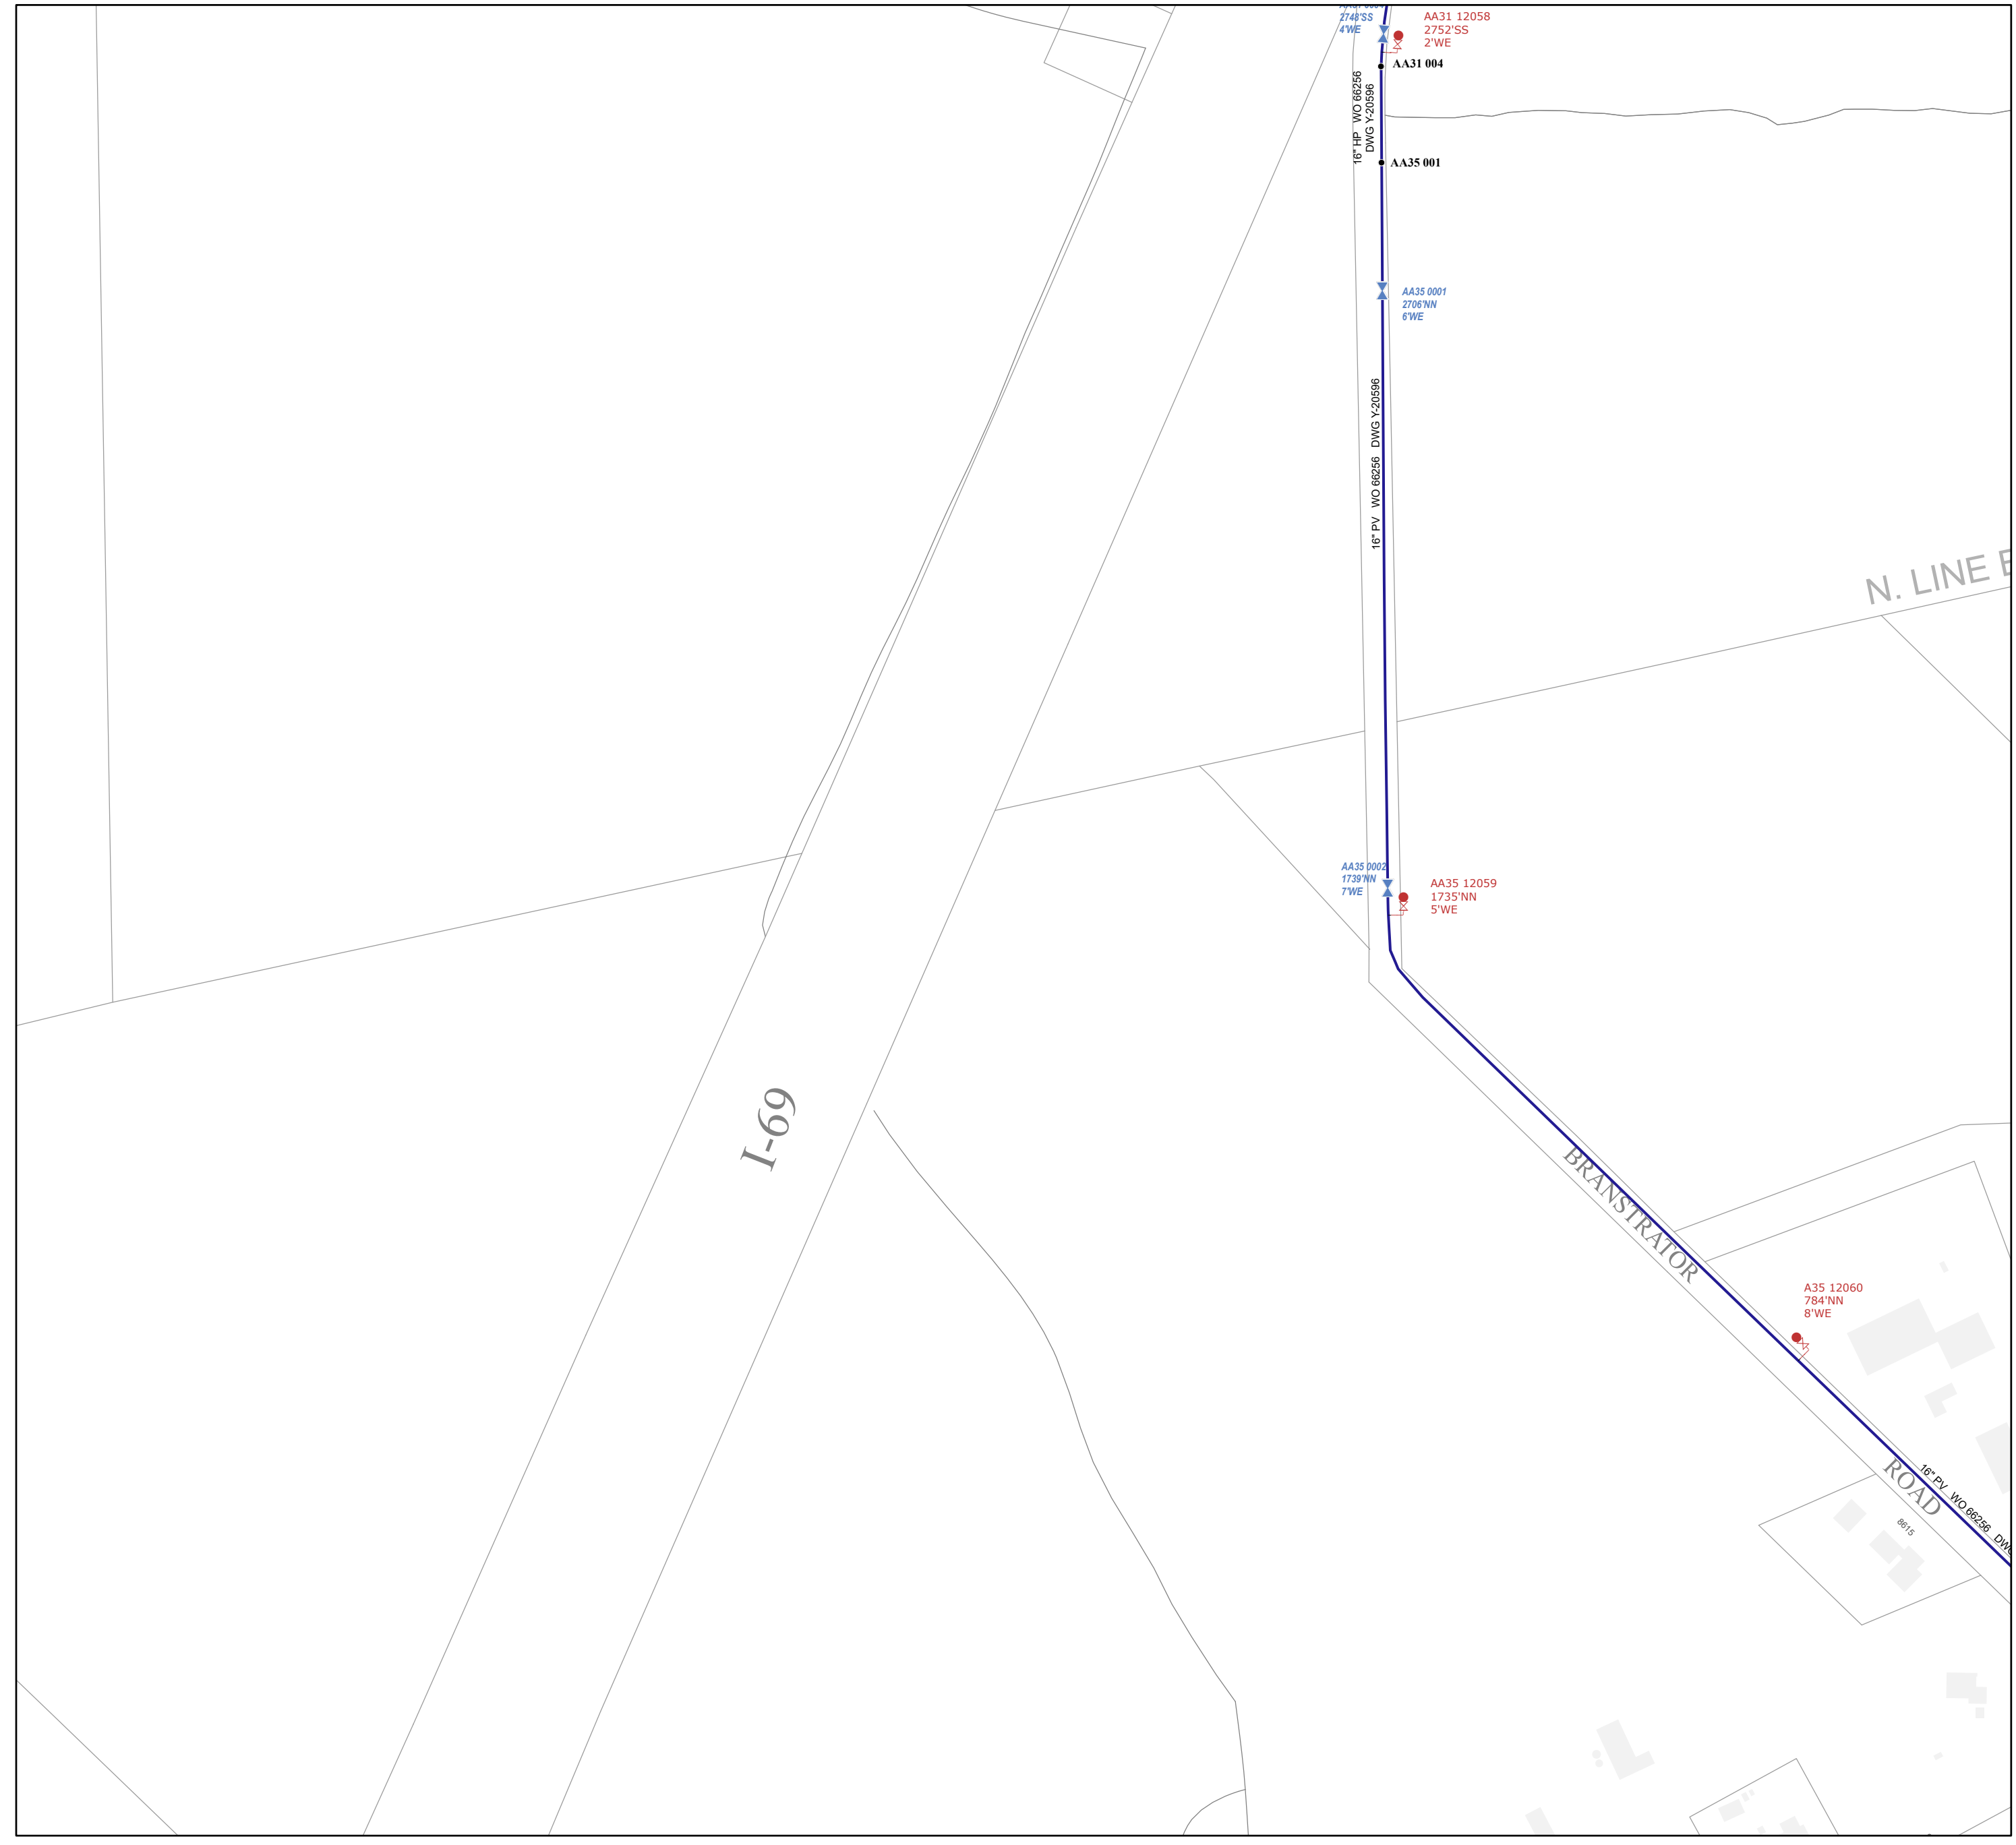 2748'SS
4'WE
AA31 12058
2752'SS
2'WE
AA31 004
16" HP WO 66256
DWG Y-20596
AA35 001
AA35 0001
2706'NN
6'WE
16" PV WO 66256 DWG Y-20596
N. LINE
AA35 0002
1739'NN
7'WE
AA35 12059
1735'NN
5'WE
I-69
BRANSTRATOR
A35 12060
784'NN
8'WE
ROAD
16" PV WO 66256 DWG
8615